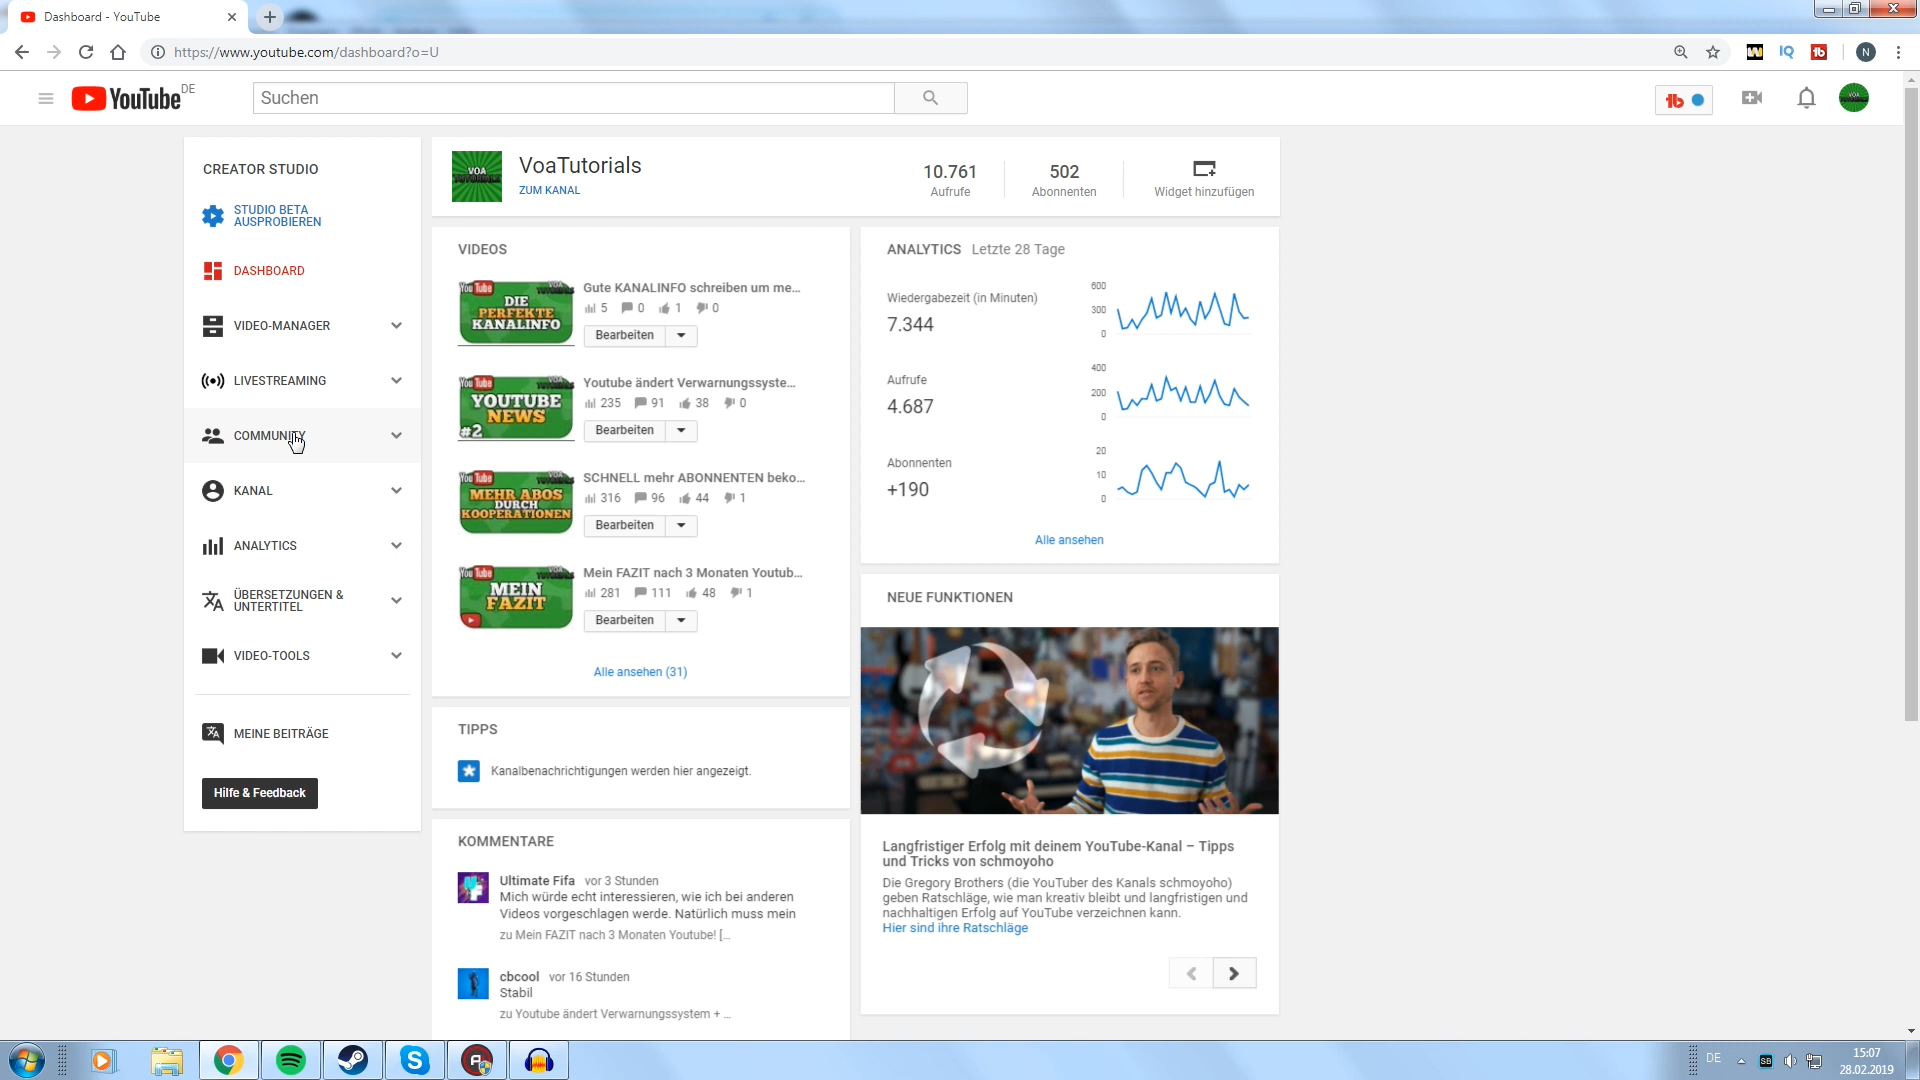 Dashboard - YouTube
https://www.youtube.com/dashboard?o=U
IQ
tb
N
YouTube DE
Suchen
tb
CREATOR STUDIO
STUDIO BETA
AUSPROBIEREN
DASHBOARD
VIDEO-MANAGER
LIVESTREAMING
COMMUNITY
KANAL
ANALYTICS
ÜBERSETZUNGEN &
UNTERTITEL
VIDEO-TOOLS
MEINE BEITRÄGE
Hilfe & Feedback
VOA
VoaTutorials
ZUM KANAL
10.761
Aufrufe
502
Abonnenten
Widget hinzufügen
VIDEOS
YouTube
DIE
PERFEKTE
KANALINFO
Gute KANALINFO schreiben um me...
5 0 1 0
Bearbeiten
YouTube
YOUTUBE
NEWS
#2
Youtube ändert Verwarnungssyste...
235 91 38 0
Bearbeiten
YouTube
MEHR ABOS
DURCH
KOOPERATIONEN
SCHNELL mehr ABONNENTEN beko...
316 96 44 1
Bearbeiten
YouTube
MEIN
FAZIT
Mein FAZIT nach 3 Monaten Youtub...
281 111 48 1
Bearbeiten
Alle ansehen (31)
TIPPS
Kanalbenachrichtigungen werden hier angezeigt.
KOMMENTARE
Ultimate Fifa vor 3 Stunden
Mich würde echt interessieren, wie ich bei anderen
Videos vorgeschlagen werde. Natürlich muss mein
zu Mein FAZIT nach 3 Monaten Youtube! [...
cbcool vor 16 Stunden
Stabil
zu Youtube ändert Verwarnungssystem + ...
ANALYTICS Letzte 28 Tage
Wiedergabezeit (in Minuten)
7.344
600
300
0
Aufrufe
4.687
400
200
0
Abonnenten
+190
20
10
0
Alle ansehen
NEUE FUNKTIONEN
Langfristiger Erfolg mit deinem YouTube-Kanal – Tipps
und Tricks von schmoyoho
Die Gregory Brothers (die YouTuber des Kanals schmoyoho)
geben Ratschläge, wie man kreativ bleibt und langfristigen und
nachhaltigen Erfolg auf YouTube verzeichnen kann.
Hier sind ihre Ratschläge
DE
SB
15:07
28.02.2019